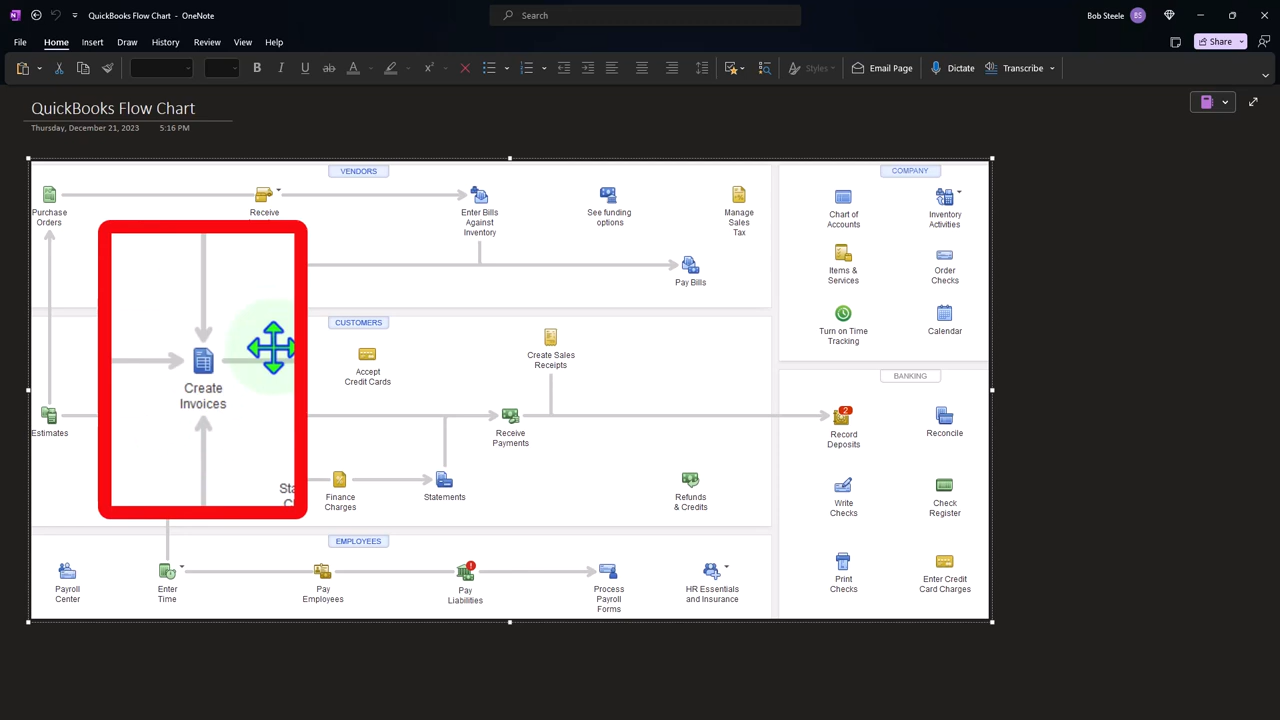 QuickBooks Flow Chart - OneNote
Search
Bob Steele
BS
File Home Insert Draw History Review View Help
Share
Styles
Email Page
Dictate
Transcribe
QuickBooks Flow Chart
Thursday, December 21, 2023 5:16 PM
VENDORS
Purchase
Orders
Receive
Enter Bills
Against
Inventory
See funding
options
Manage
Sales
Tax
Pay Bills
CUSTOMERS
Create
Invoices
Accept
Credit Cards
Create Sales
Receipts
Estimates
Receive
Payments
Finance
Charges
Statements
Refunds
& Credits
EMPLOYEES
Payroll
Center
Enter
Time
Pay
Employees
Pay
Liabilities
Process
Payroll
Forms
HR Essentials
and Insurance
COMPANY
Chart of
Accounts
Inventory
Activities
Items &
Services
Order
Checks
Turn on Time
Tracking
Calendar
BANKING
2
Record
Deposits
Reconcile
Write
Checks
Check
Register
Print
Checks
Enter Credit
Card Charges